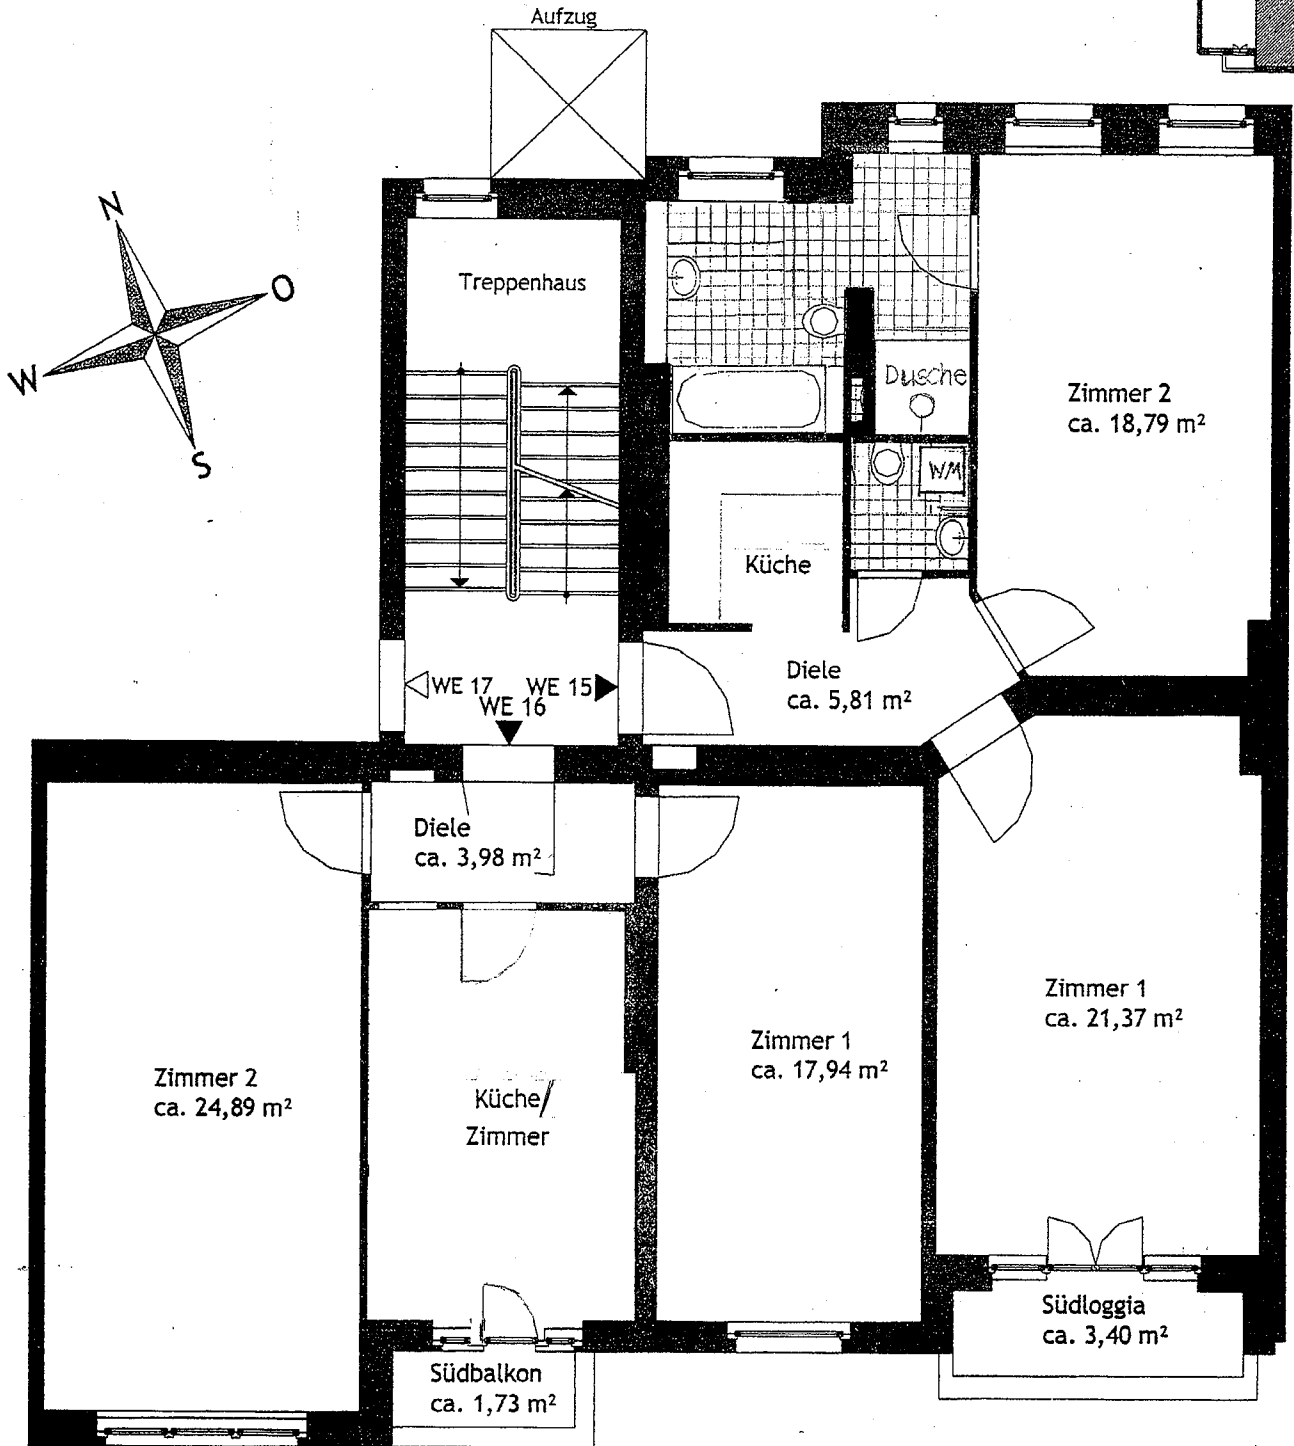 Aufzug
N
O
W
S
Treppenhaus
Dusche
WM
Zimmer 2
ca. 18,79 m²
Küche
Diele
ca. 5,81 m²
WE 17
WE 15
WE 16
Diele
ca. 3,98 m²
Zimmer 1
ca. 21,37 m²
Zimmer 1
ca. 17,94 m²
Zimmer 2
ca. 24,89 m²
Küche/
Zimmer
Südloggia
ca. 3,40 m²
Südbalkon
ca. 1,73 m²